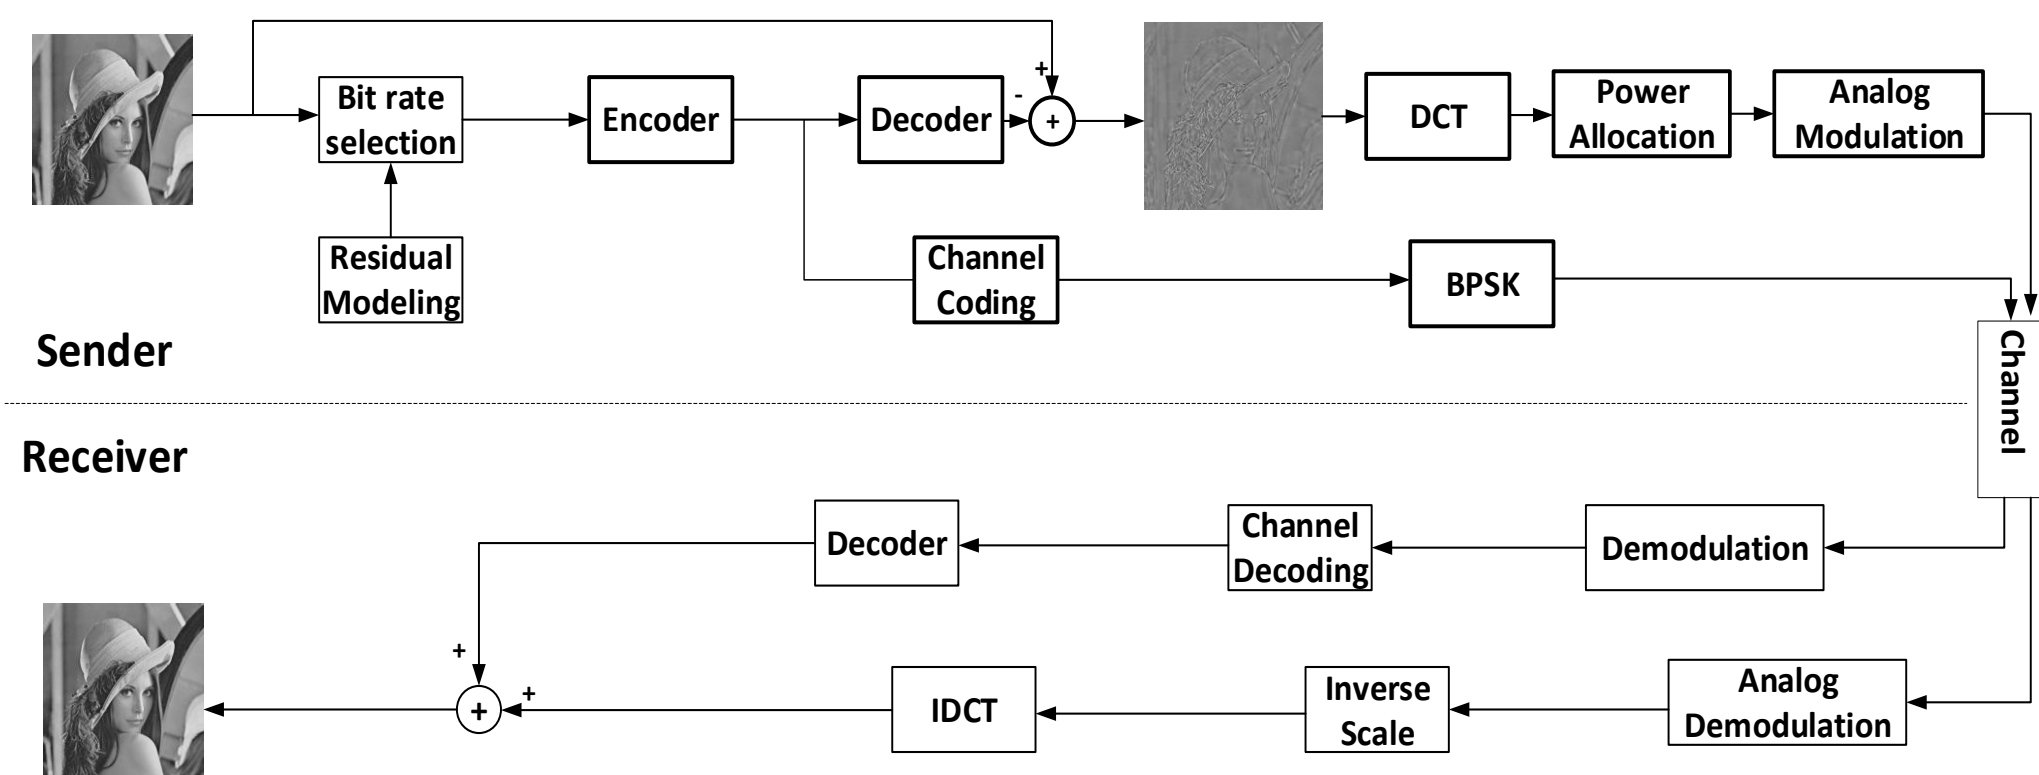 +
Bit rate
selection
Encoder
Decoder
-
+
DCT
Power
Allocation
Analog
Modulation
Residual
Modeling
Channel
Coding
BPSK
Sender
Channel
Receiver
Decoder
Channel
Decoding
Demodulation
+
+
+
IDCT
Inverse
Scale
Analog
Demodulation